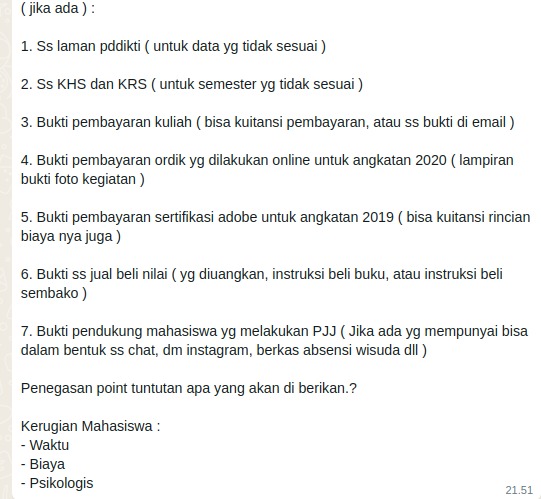 ( jika ada ) :
1. Ss laman pddikti ( untuk data yg tidak sesuai )
2. Ss KHS dan KRS ( untuk semester yg tidak sesuai )
3. Bukti pembayaran kuliah ( bisa kuitansi pembayaran, atau ss bukti di email )
4. Bukti pembayaran ordik yg dilakukan online untuk angkatan 2020 ( lampiran
bukti foto kegiatan )
5. Bukti pembayaran sertifikasi adobe untuk angkatan 2019 ( bisa kuitansi rincian
biaya nya juga )
6. Bukti ss jual beli nilai ( yg diuangkan, instruksi beli buku, atau instruksi beli
sembako )
7. Bukti pendukung mahasiswa yg melakukan PJJ ( Jika ada yg mempunyai bisa
dalam bentuk ss chat, dm instagram, berkas absensi wisuda dll )
Penegasan point tuntutan apa yang akan di berikan.?
Kerugian Mahasiswa :
- Waktu
- Biaya
- Psikologis
21.51